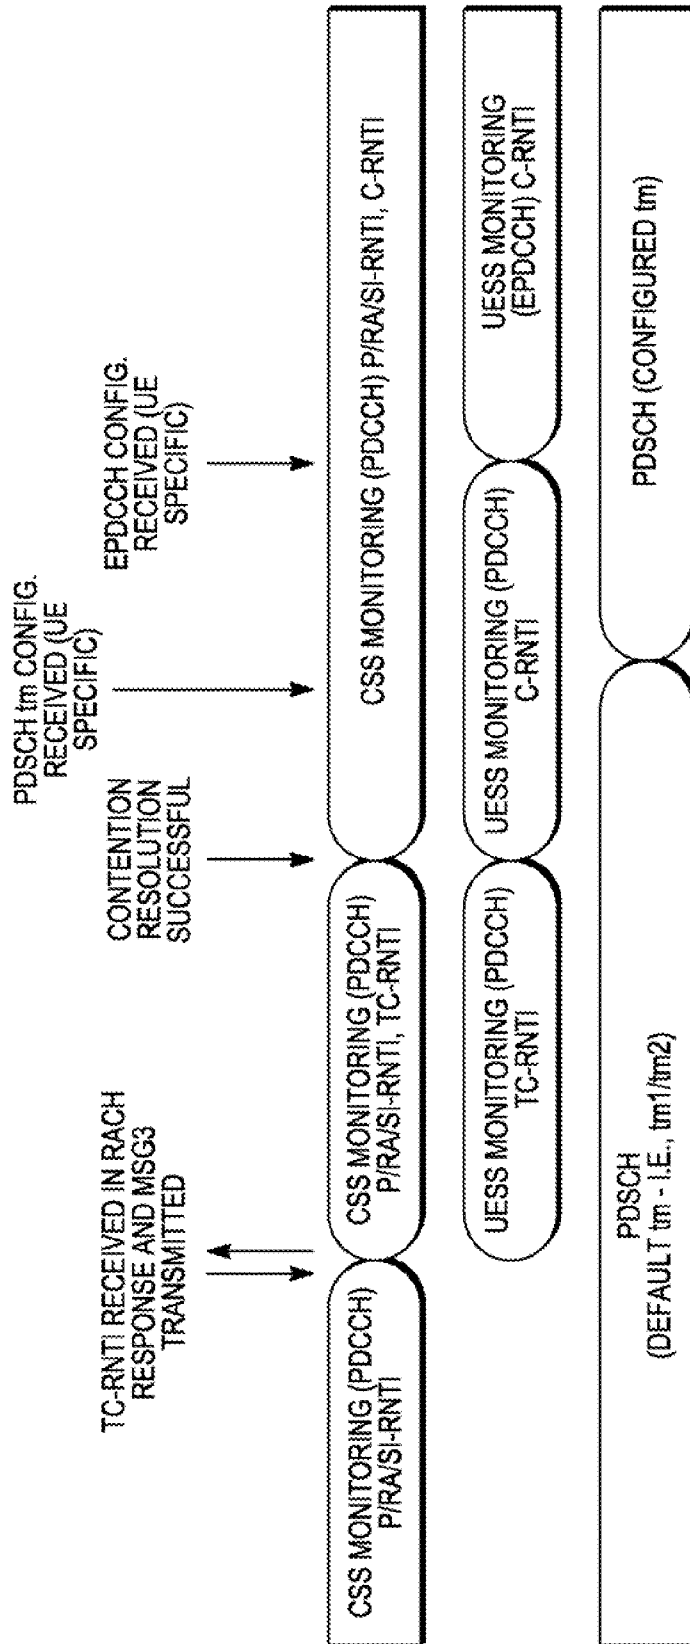 TC-RNTI RECEIVED IN RACH
RESPONSE AND MSG3
TRANSMITTED
CONTENTION
RESOLUTION
SUCCESSFUL
PDSCH tm CONFIG.
RECEIVED (UE
SPECIFIC)
EPDCCH CONFIG.
RECEIVED (UE
SPECIFIC)
CSS MONITORING (PDCCH)
P/RA/SI-RNTI
CSS MONITORING (PDCCH)
P/RA/SI-RNTI, TC-RNTI
CSS MONITORING (PDCCH) P/RA/SI-RNTI, C-RNTI
UESS MONITORING (PDCCH)
TC-RNTI
UESS MONITORING (PDCCH)
C-RNTI
UESS MONITORING
(EPDCCH) C-RNTI
PDSCH
(DEFAULT tm - I.E., tm1/tm2)
PDSCH (CONFIGURED tm)